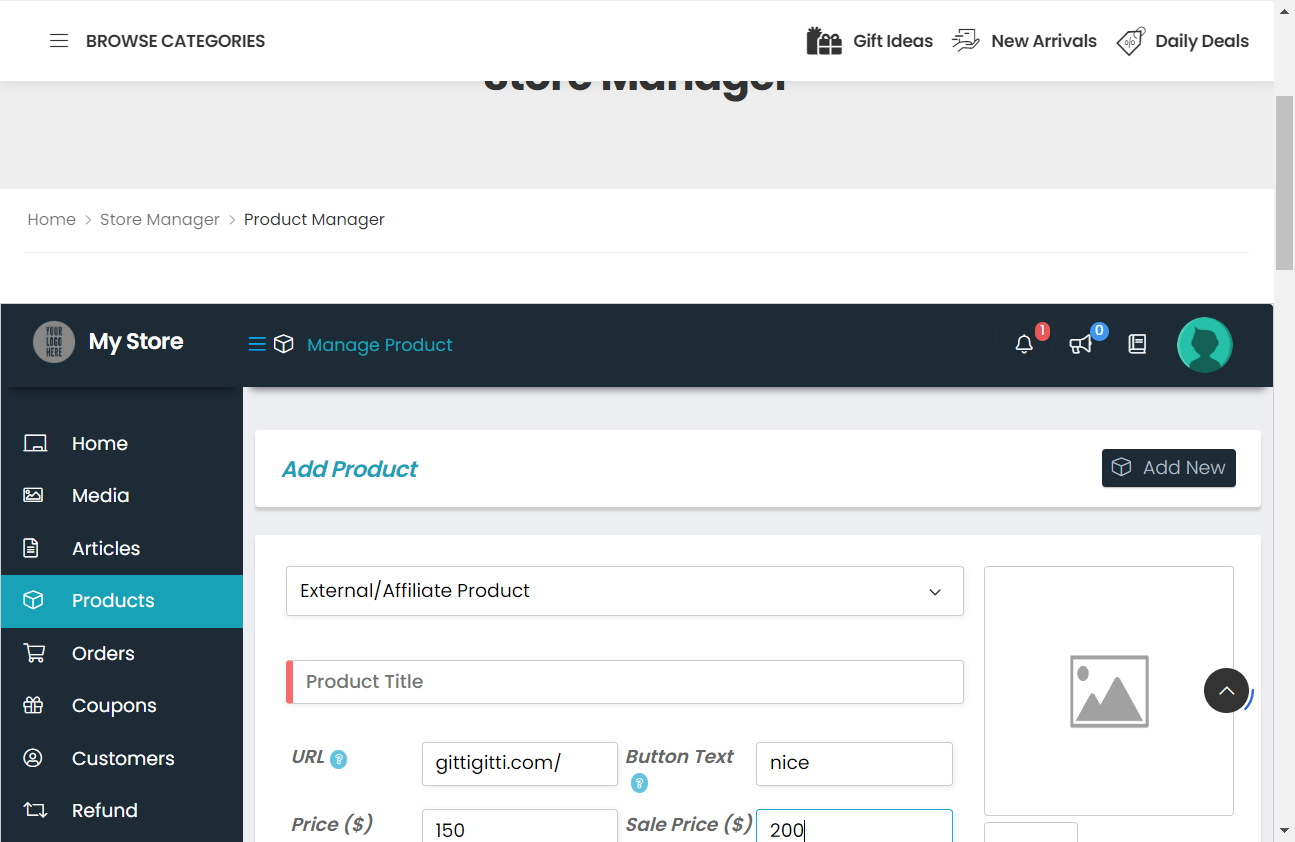 BROWSE CATEGORIES
Gift Ideas
New Arrivals
Daily Deals
Store Manager
Home > Store Manager > Product Manager
YOUR
LOGO
HERE
My Store
Manage Product
1
0
Home
Media
Articles
Products
Orders
Coupons
Customers
Refund
Add Product
Add New
External/Affiliate Product
Product Title
URL ?
gittigitti.com/
Button Text ?
nice
Price ($)
150
Sale Price ($)
200